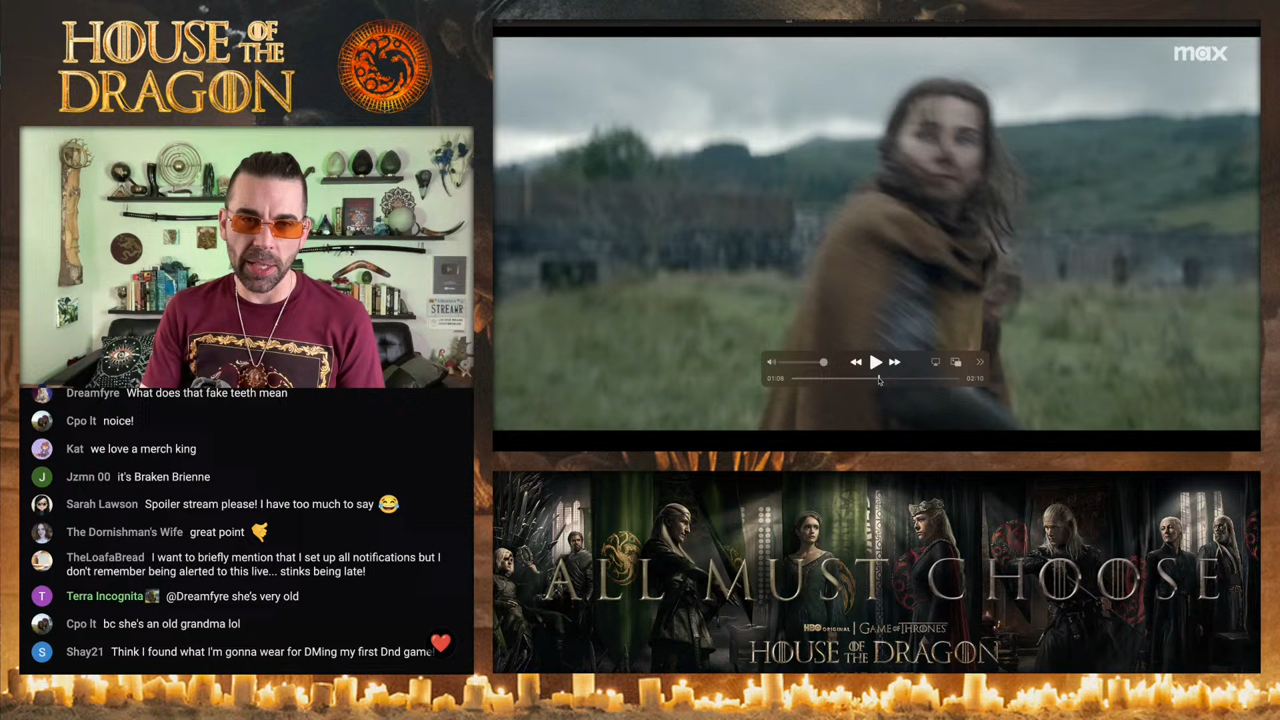 HOUSE OF THE
DRAGON
max
01:08
02:10
STREAMR
Dreamfyre What does that fake teeth mean
Cpo It noice!
Kat we love a merch king
J Jzmn 00 it's Braken Brienne
Sarah Lawson Spoiler stream please! I have too much to say 😂
The Dornishman's Wife great point
TheLoafaBread I want to briefly mention that I set up all notifications but I
don't remember being alerted to this live... stinks being late!
T Terra Incognita @Dreamfyre she's very old
Cpo It bc she's an old grandma lol
S Shay21 Think I found what I'm gonna wear for DMing my first Dnd game!
ALL MUST CHOOSE
HBO ORIGINAL | GAME OF THRONES
HOUSE OF THE DRAGON